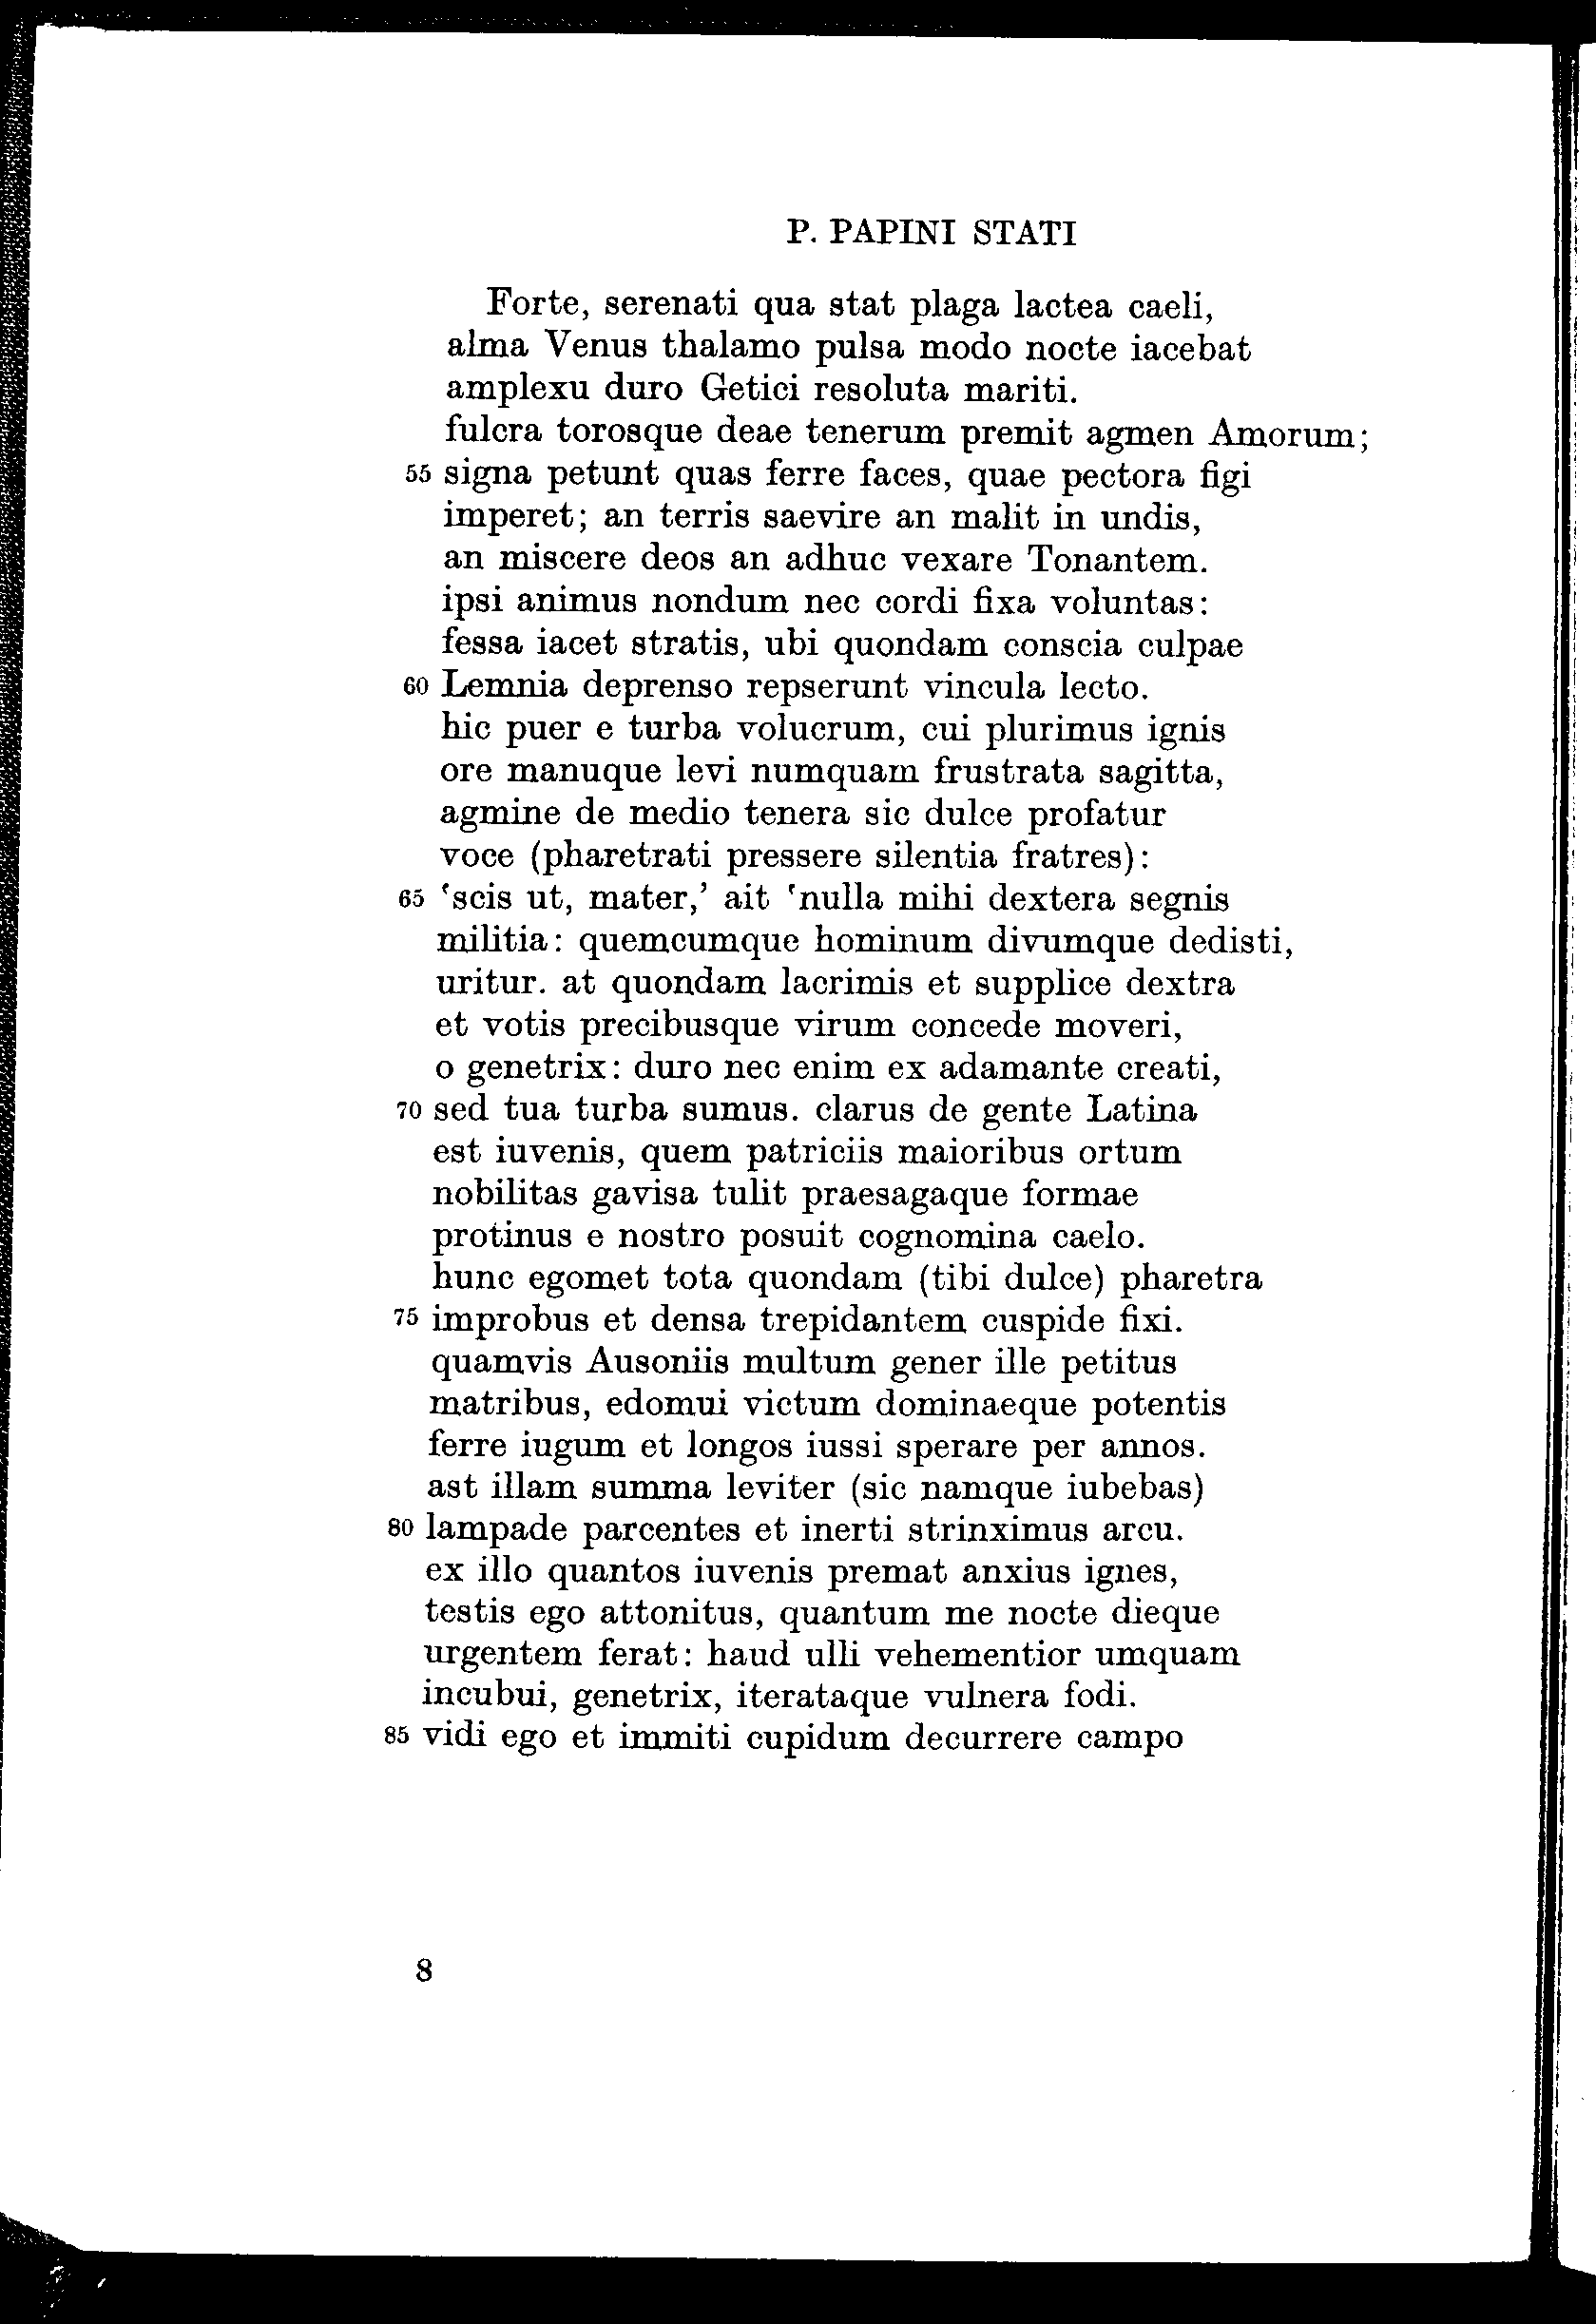 P. PAPINI STATI
Forte, serenati qua stat plaga lactea caeli,
alma Venus thalamo pulsa modo nocte iacebat
amplexu duro Getici resoluta mariti.
fulcra torosque deae tenerum premit agmen Amorum;
55 signa petunt quas ferre faces, quae pectora figi
imperet; an terris saevire an malit in undis,
an miscere deos an adhuc vexare Tonantem.
ipsi animus nondum nec cordi fixa voluntas:
fessa iacet stratis, ubi quondam conscia culpae
60 Lemnia deprenso repserunt vincula lecto.
hic puer e turba volucrum, cui plurimus ignis
ore manuque levi numquam frustrata sagitta,
agmine de medio tenera sic dulce profatur
voce (pharetrati pressere silentia fratres):
65 ‘scis ut, mater,’ ait ‘nulla mihi dextera segnis
militia: quemcumque hominum divumque dedisti,
uritur. at quondam lacrimis et supplice dextra
et votis precibusque virum concede moveri,
o genetrix: duro nec enim ex adamante creati,
70 sed tua turba sumus. clarus de gente Latina
est iuvenis, quem patriciis maioribus ortum
nobilitas gavisa tulit praesagaque formae
protinus e nostro posuit cognomina caelo.
hunc egomet tota quondam (tibi dulce) pharetra
75 improbus et densa trepidantem cuspide fixi.
quamvis Ausoniis multum gener ille petitus
matribus, edomui victum dominaeque potentis
ferre iugum et longos iussi sperare per annos.
ast illam summa leviter (sic namque iubebas)
80 lampade parcentes et inerti strinximus arcu.
ex illo quantos iuvenis premat anxius ignes,
testis ego attonitus, quantum me nocte dieque
urgentem ferat: haud ulli vehementior umquam
incubui, genetrix, iterataque vulnera fodi.
85 vidi ego et immiti cupidum decurrere campo
8